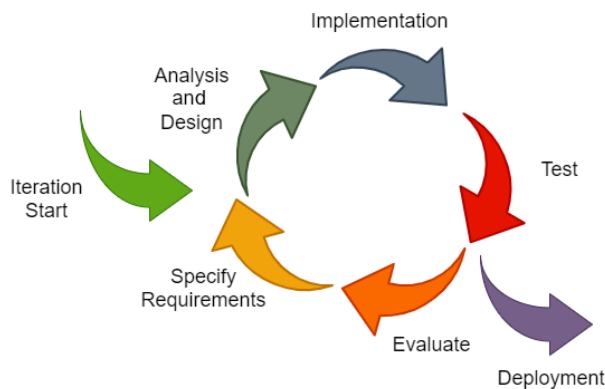 Implementation
Analysis
and
Design
Test
Iteration
Start
Specify
Requirements
Evaluate
Deployment